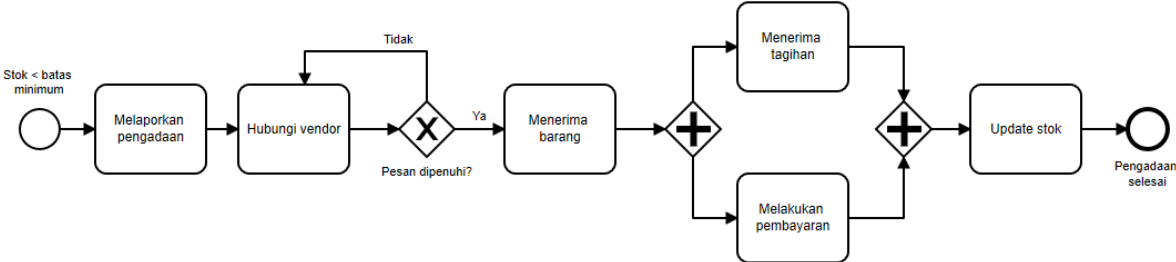 Stok < batas
minimum
Melaporkan
pengadaan
Hubungi vendor
Tidak
Pesan dipenuhi?
Ya
Menerima
barang
Menerima
tagihan
Melakukan
pembayaran
Update stok
Pengadaan
selesai